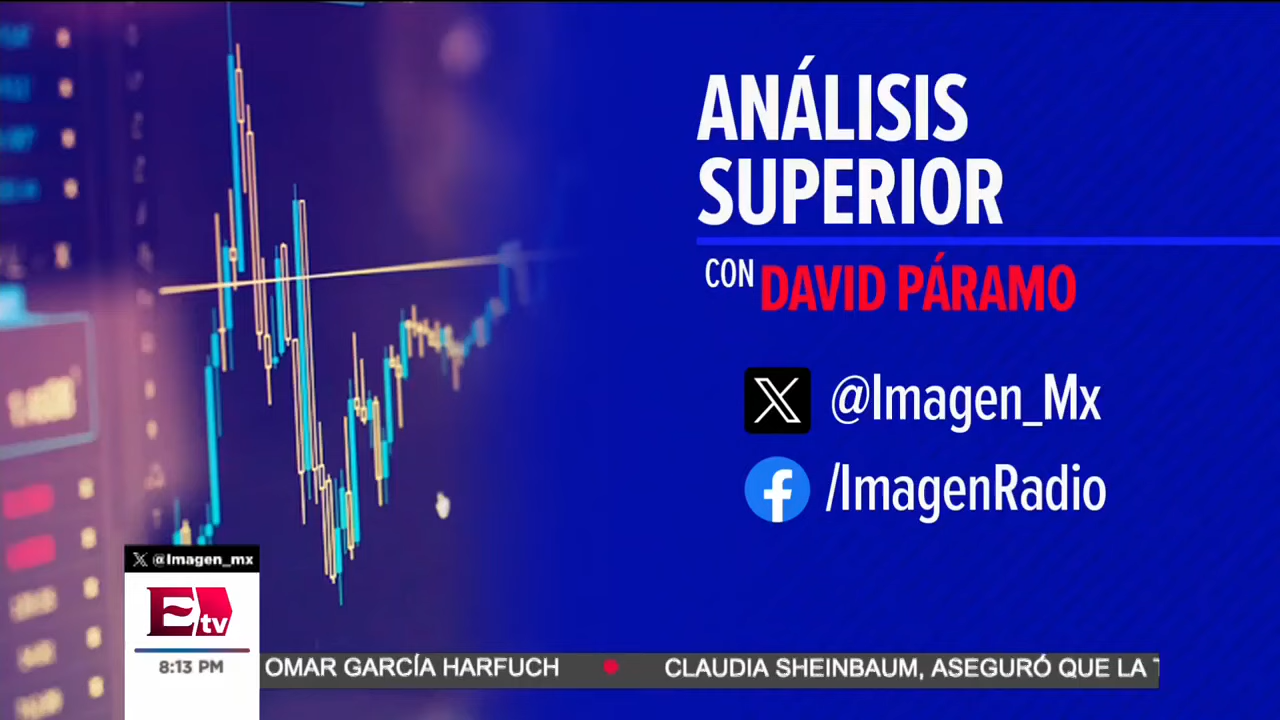 ANÁLISIS
SUPERIOR
CON DAVID PÁRAMO
@Imagen_Mx
/ImagenRadio
@Imagen_mx
Etv
8:13 PM
OMAR GARCÍA HARFUCH • CLAUDIA SHEINBAUM, ASEGURÓ QUE LA